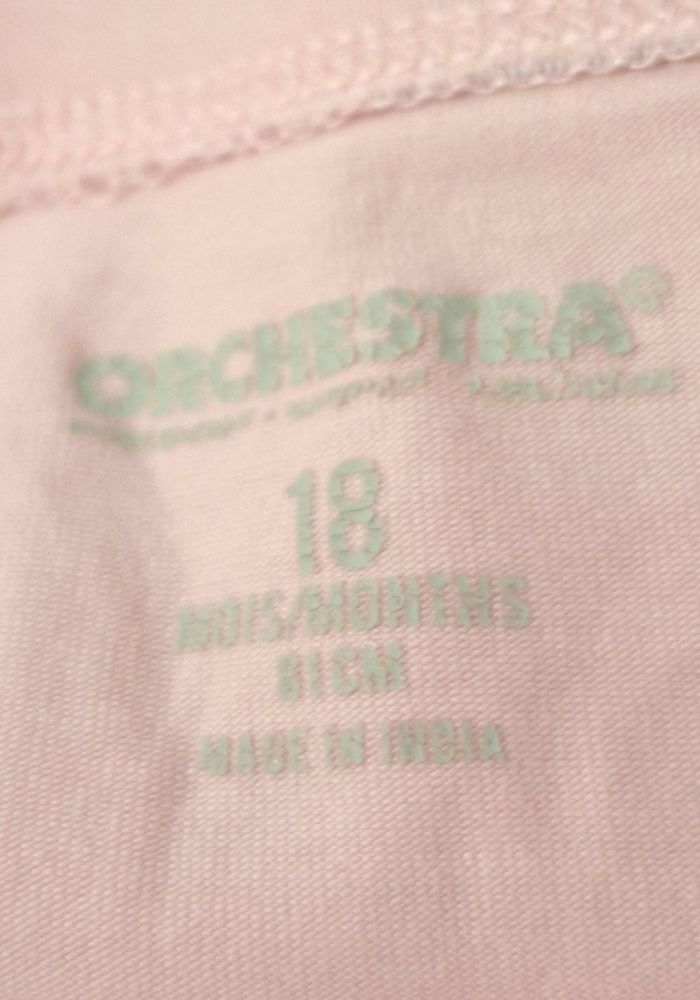 ORCHESTRA®
18
MOIS/MONTHS
81CM
MADE IN INDIA